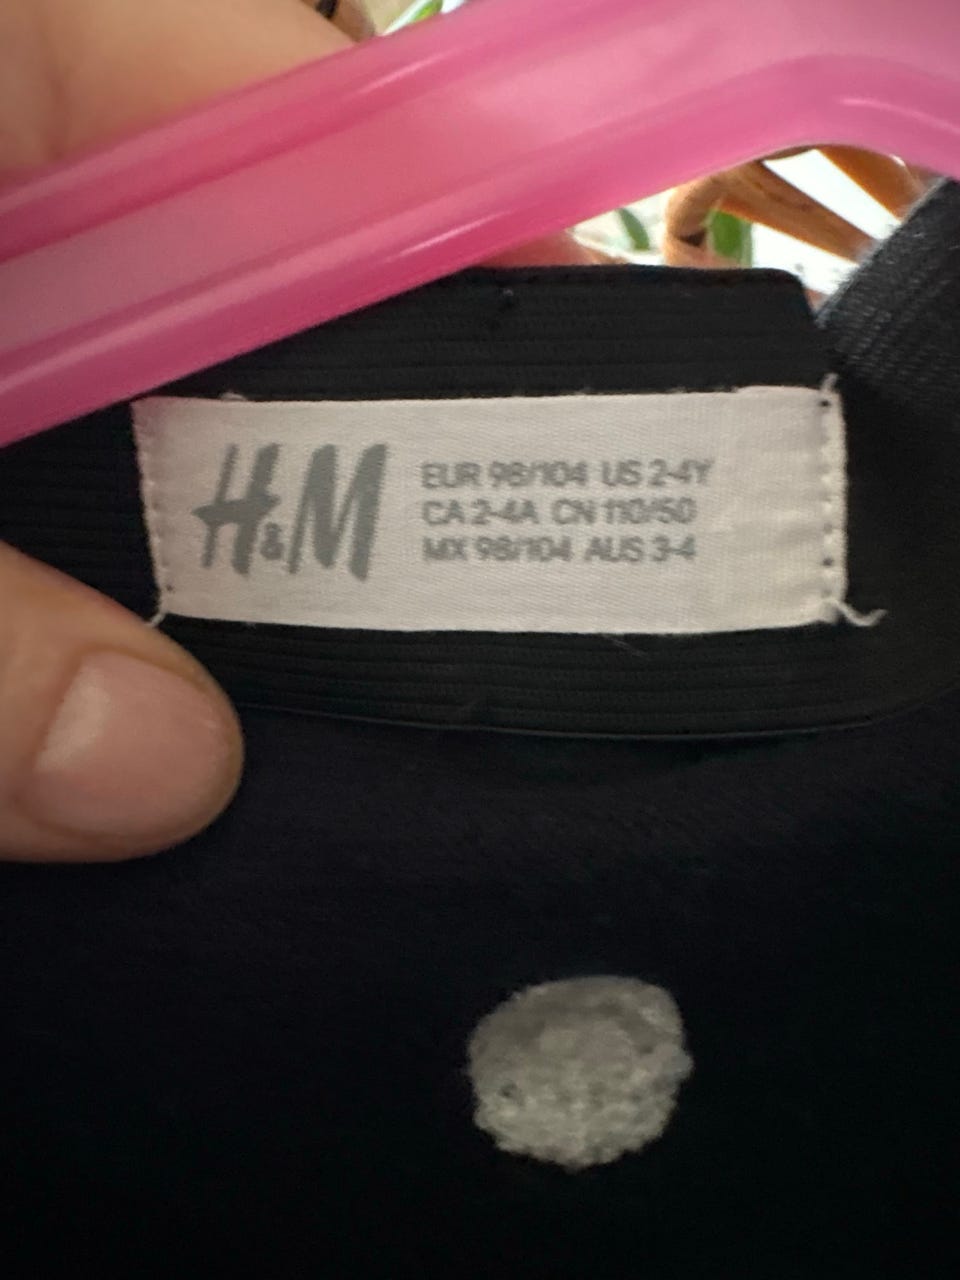 H&M
EUR 98/104 US 2-4Y
CA 2-4A CN 110/50
MX 98/104 AUS 3-4